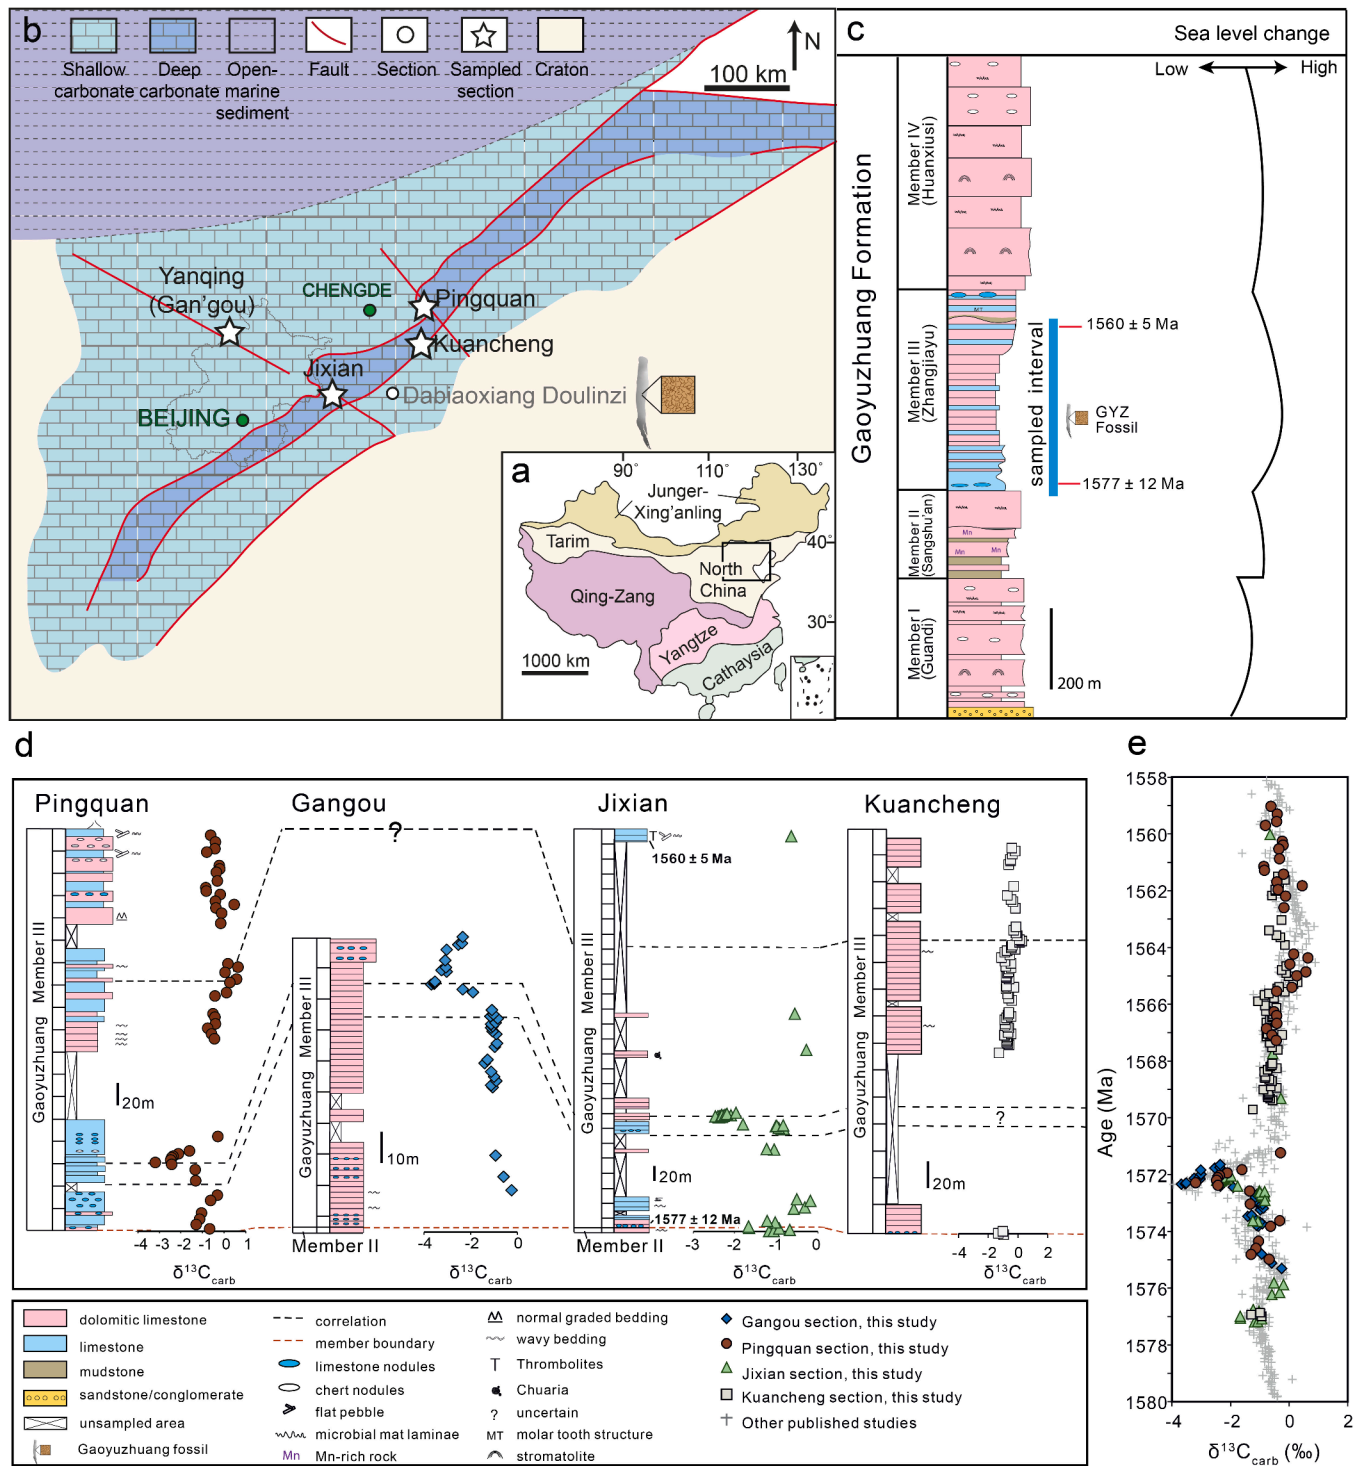 b
Shallow carbonate
Deep carbonate
Open-marine sediment
Fault
Section
Sampled section
Craton
N
100 km
Yanqing
(Gan'gou)
CHENGDE
Pingquan
Kuancheng
Jixian
Dabiaoxiang Doulinzi
BEIJING
a
90°
110°
130°
Junger-
Xing'anling
Tarim
40°
North
China
Qing-Zang
30°
Yangtze
1000 km
Cathaysia
c
Sea level change
Low
High
Gaoyuzhuang Formation
Member IV
(Huanxiusi)
Member III
(Zhangjiayu)
Member II
(Sangshu'an)
Member I
(Guandi)
MT
Mn
Mn
Mn
sampled interval
1560 ± 5 Ma
GYZ
Fossil
1577 ± 12 Ma
200 m
d
Pingquan
Gangou
Jixian
Kuancheng
Gaoyuzhuang Member III
20m
-4 -3 -2 -1 0 1
δ13Ccarb
?
Gaoyuzhuang Member III
10m
Member II
-4 -2 0
δ13Ccarb
Gaoyuzhuang Member III
T
1560 ± 5 Ma
20m
1577 ± 12 Ma
Member II
-3 -2 -1 0
δ13Ccarb
Gaoyuzhuang Member III
?
20m
-4 -2 0 2
δ13Ccarb
e
1558
1560
1562
1564
1566
1568
1570
1572
1574
1576
1578
1580
Age (Ma)
-4 -2 0 2
δ13Ccarb (‰)
dolomitic limestone
limestone
mudstone
sandstone/conglomerate
unsampled area
Gaoyuzhuang fossil
correlation
member boundary
limestone nodules
chert nodules
flat pebble
microbial mat laminae
Mn Mn-rich rock
normal graded bedding
wavy bedding
T Thrombolites
Chuaria
? uncertain
MT molar tooth structure
stromatolite
Gangou section, this study
Pingquan section, this study
Jixian section, this study
Kuancheng section, this study
Other published studies